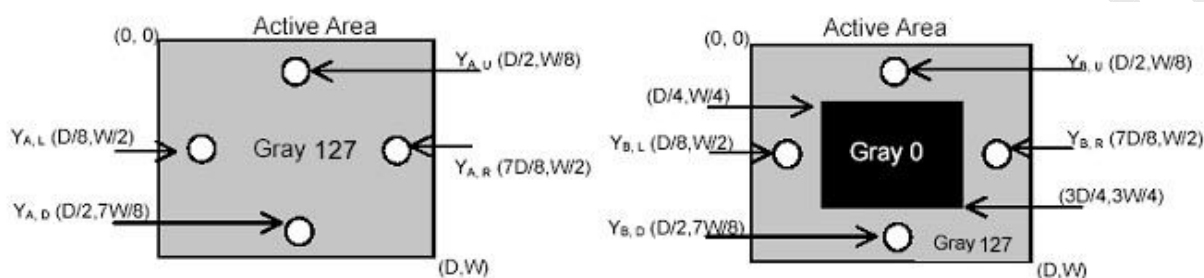 Active Area
(0, 0)
Y_A, U (D/2,W/8)
Y_A, L (D/8,W/2)
Gray 127
Y_A, R (7D/8,W/2)
Y_A, D (D/2,7W/8)
(D,W)
Active Area
(0, 0)
Y_B, U (D/2,W/8)
(D/4,W/4)
Y_B, L (D/8,W/2)
Gray 0
Y_B, R (7D/8,W/2)
(3D/4,3W/4)
Y_B, D (D/2,7W/8)
Gray 127
(D,W)